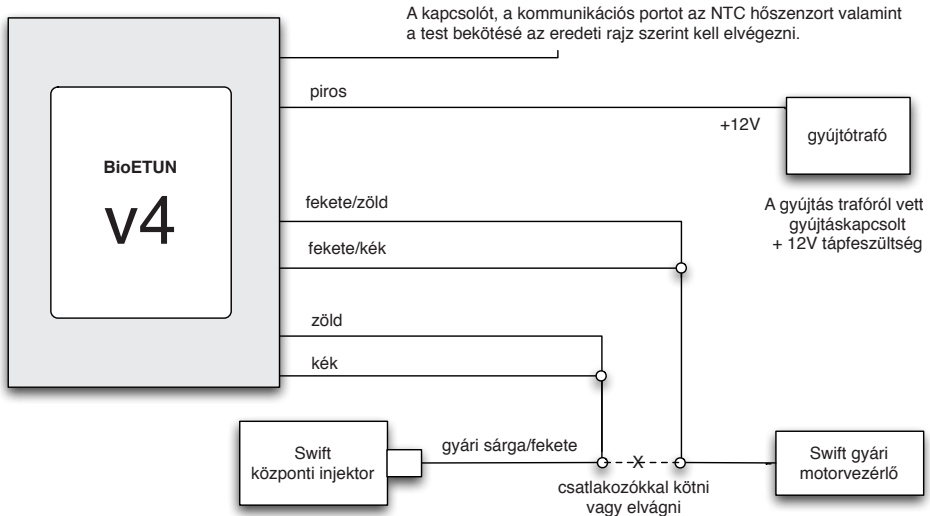 A kapcsolót, a kommunikációs portot az NTC hőszenzort valamint
a test bekötésé az eredeti rajz szerint kell elvégezni.
piros
+12V
gyújtótrafó
BioETUN
v4
A gyújtás trafóról vett
gyújtáskapcsolt
+ 12V tápfeszültség
fekete/zöld
fekete/kék
zöld
kék
Swift
központi injektor
gyári sárga/fekete
X
csatlakozókkal kötni
vagy elvágni
Swift gyári
motorvezérlő